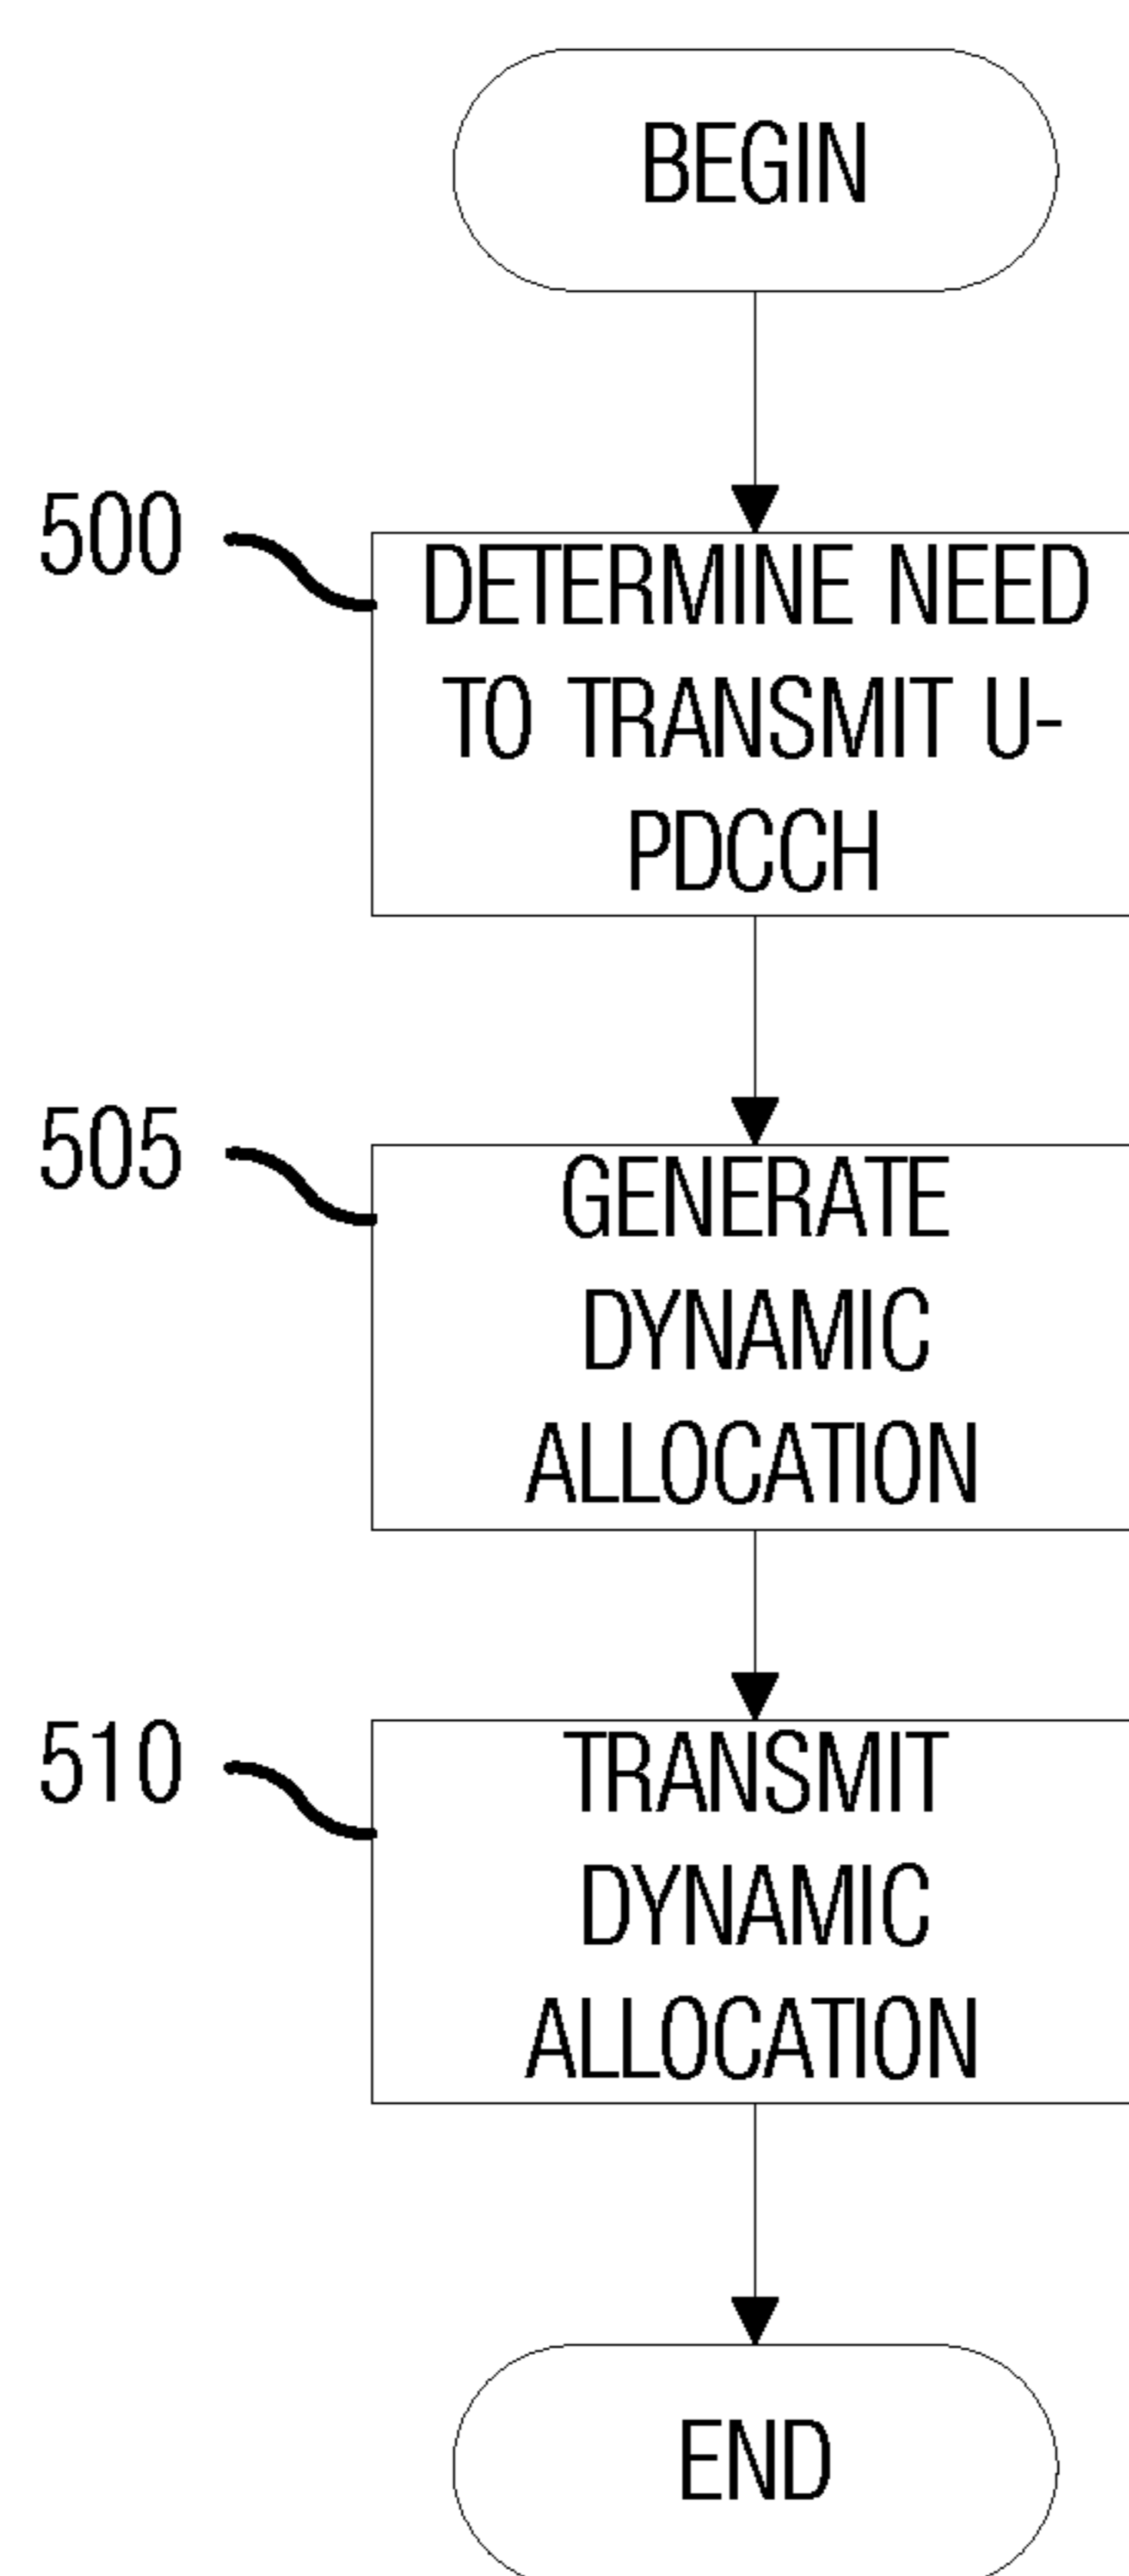 BEGIN
500
DETERMINE NEED
TO TRANSMIT U-
PDCCH
505
GENERATE
DYNAMIC
ALLOCATION
510
TRANSMIT
DYNAMIC
ALLOCATION
END